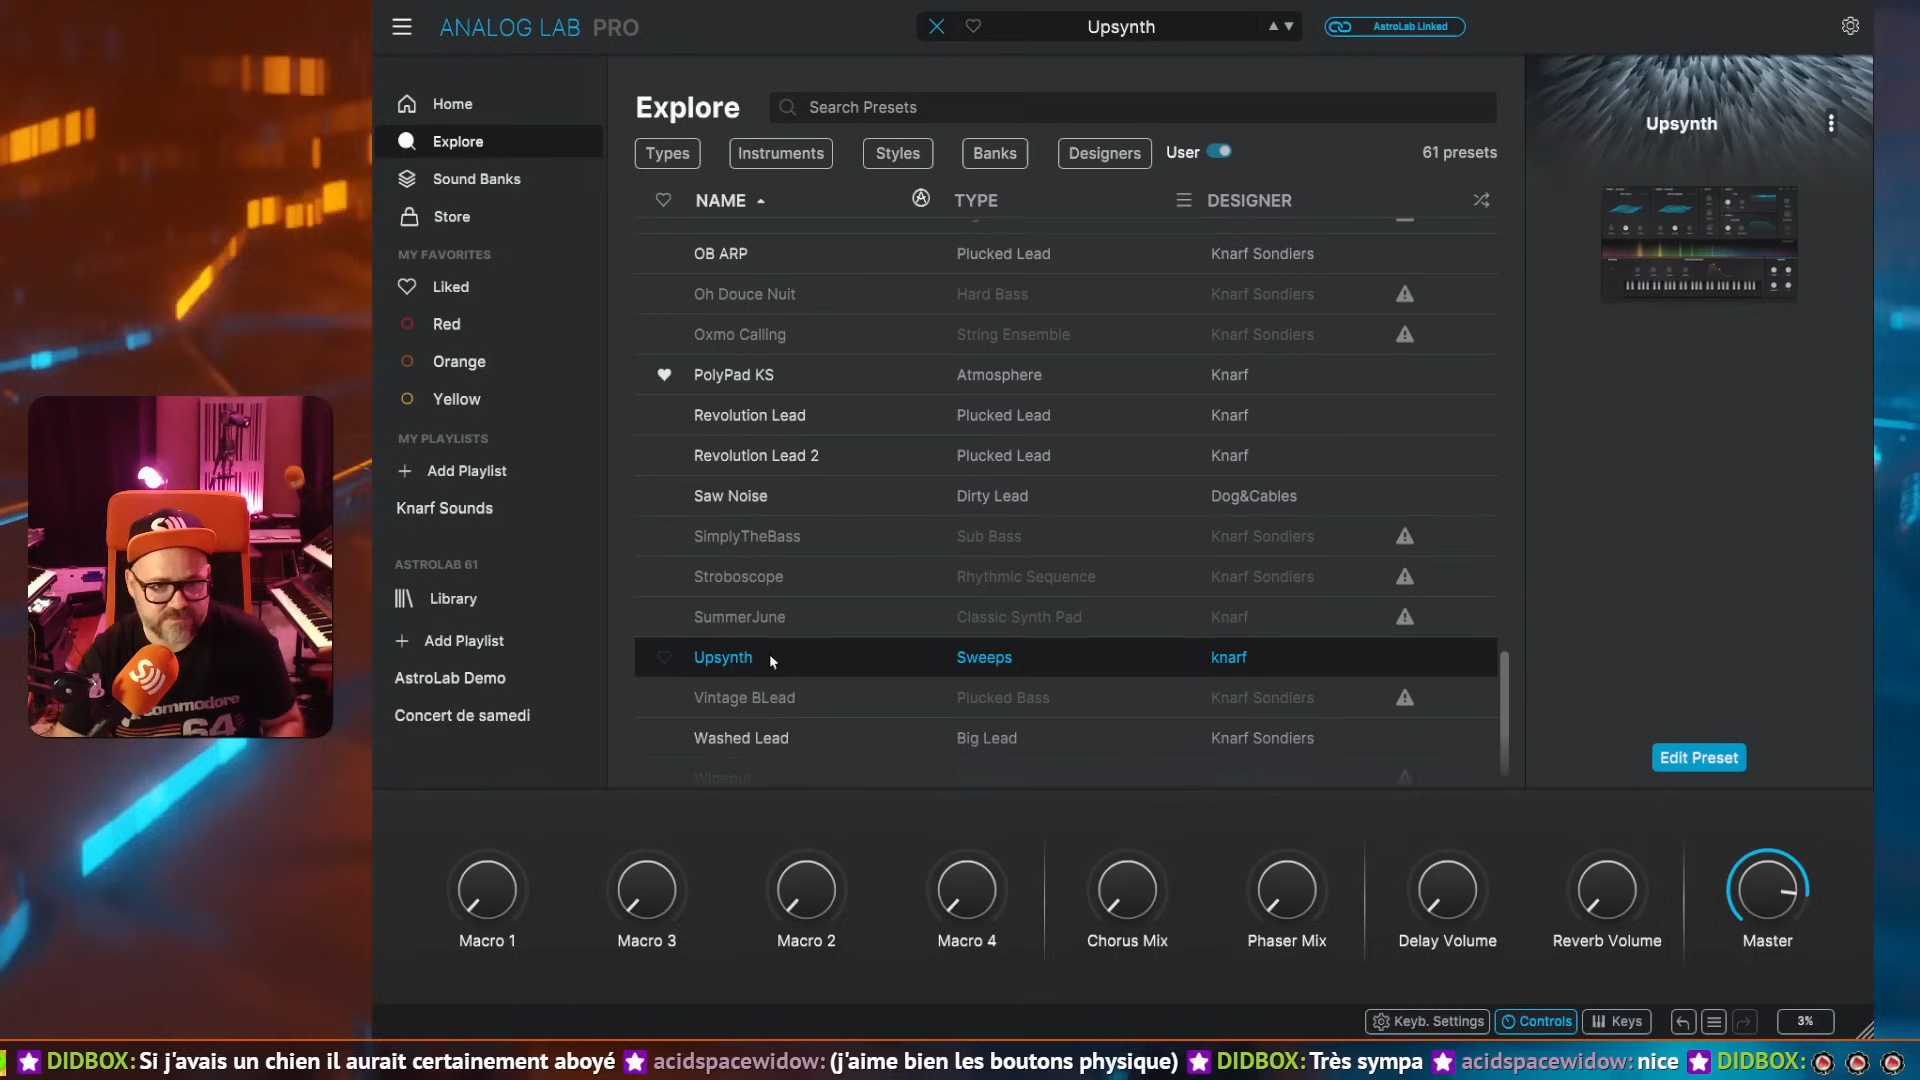 ANALOG LAB PRO
Upsynth
AstroLab Linked
Home
Explore
Sound Banks
Store
MY FAVORITES
Liked
Red
Orange
Yellow
MY PLAYLISTS
Add Playlist
Knarf Sounds
ASTROLAB 61
Library
Add Playlist
AstroLab Demo
Concert de samedi
Explore
Search Presets
Types Instruments Styles Banks Designers User 61 presets
NAME TYPE DESIGNER
OB ARP Plucked Lead Knarf Sondiers
Oh Douce Nuit Hard Bass Knarf Sondiers
Oxmo Calling String Ensemble Knarf Sondiers
PolyPad KS Atmosphere Knarf
Revolution Lead Plucked Lead Knarf
Revolution Lead 2 Plucked Lead Knarf
Saw Noise Dirty Lead Dog&Cables
SimplyTheBass Sub Bass Knarf Sondiers
Stroboscope Rhythmic Sequence Knarf Sondiers
SummerJune Classic Synth Pad Knarf
Upsynth Sweeps knarf
Vintage BLead Plucked Bass Knarf Sondiers
Washed Lead Big Lead Knarf Sondiers
Wipeout
Upsynth
Edit Preset
commodore
64
Macro 1 Macro 3 Macro 2 Macro 4 Chorus Mix Phaser Mix Delay Volume Reverb Volume Master
Keyb. Settings Controls Keys 3%
DIDBOX: Si j'avais un chien il aurait certainement aboyé acidspacewidow: (j'aime bien les boutons physique) DIDBOX: Très sympa acidspacewidow: nice DIDBOX: